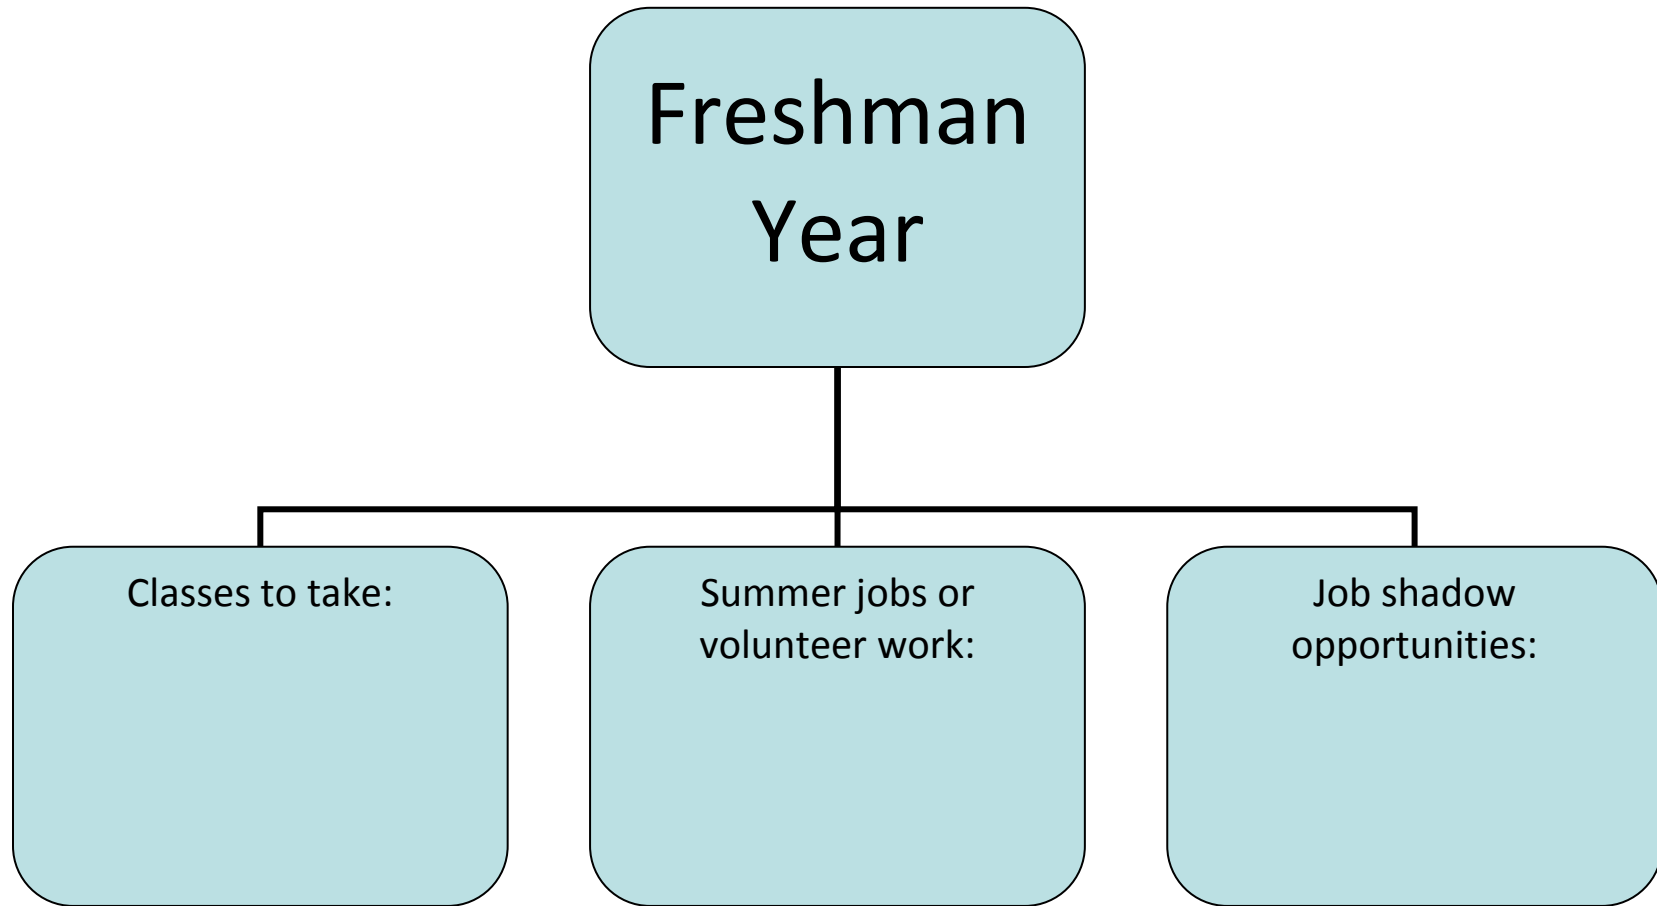 Freshman
Year
Classes to take:
Summer jobs or
volunteer work:
Job shadow
opportunities: